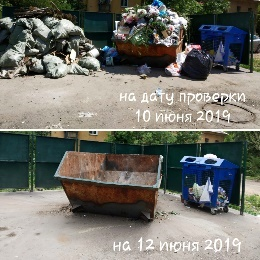 на дату проверки
10 июня 2019
на 12 июня 2019